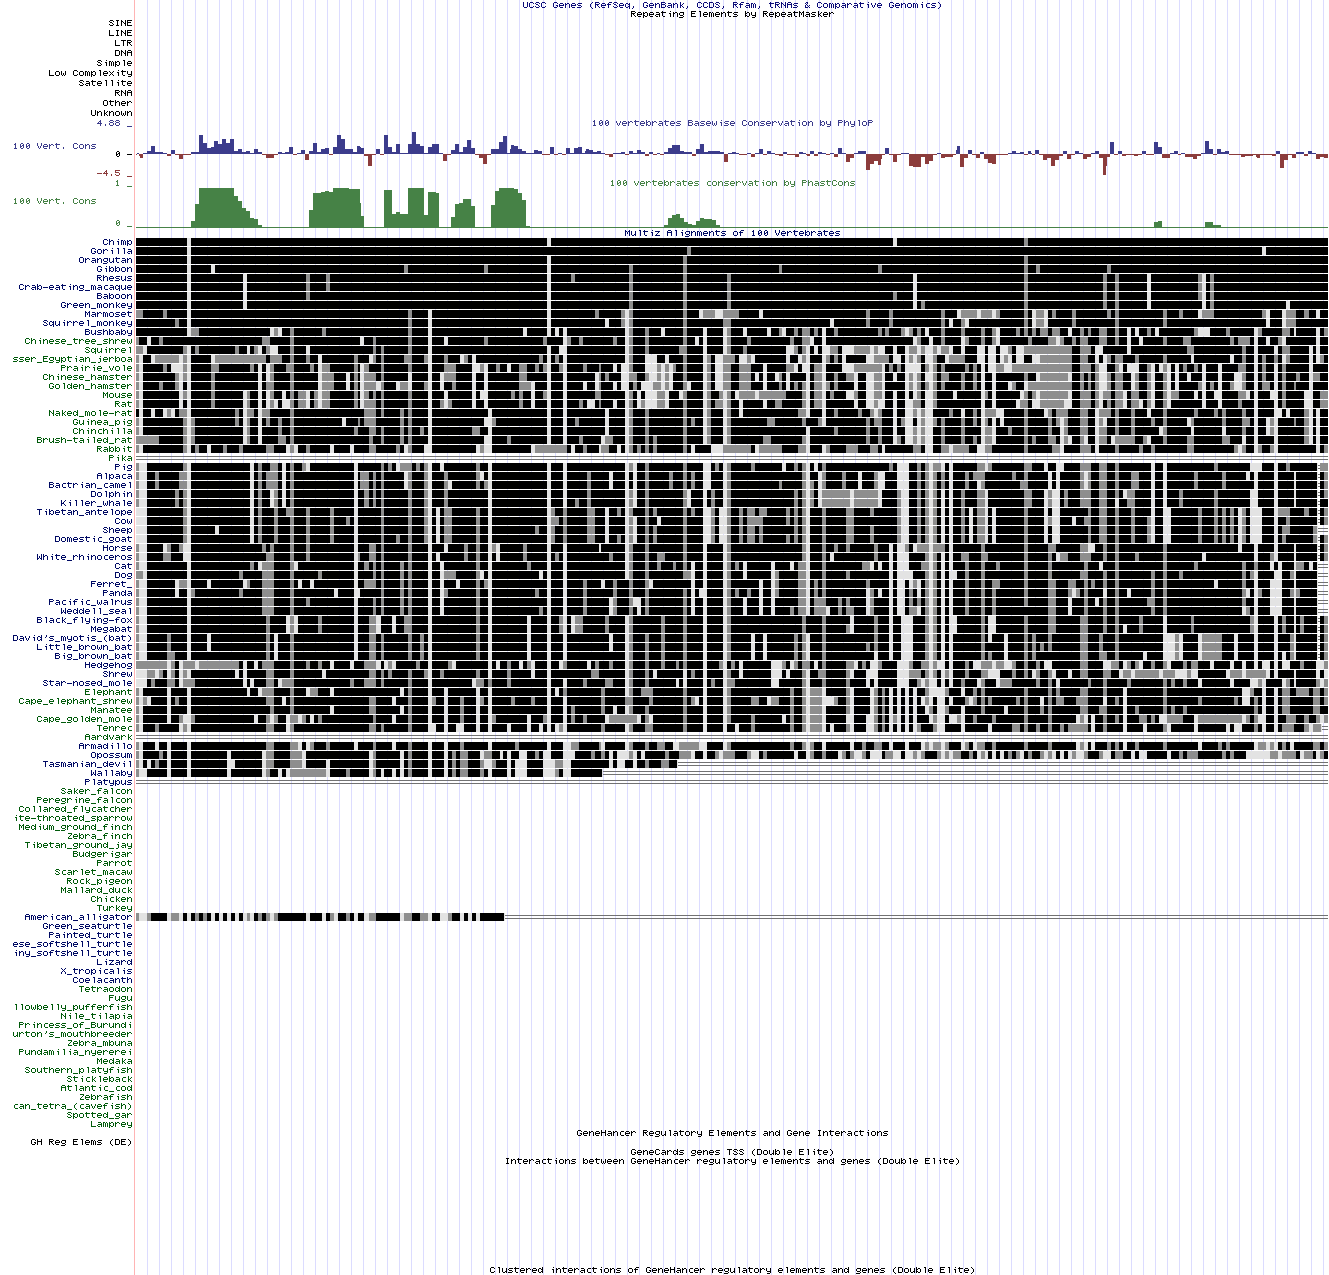 UCSC Genes (RefSeq, GenBank, CCDS, Rfam, tRNAs & Comparative Genomics)
Repeating Elements by RepeatMasker
SINE
LINE
LTR
DNA
Simple
Low Complexity
Satellite
RNA
Other
Unknown
4.88 _
100 vertebrates Basewise Conservation by PhyloP
100 Vert. Cons
0 -
-4.5 _
1 _
100 vertebrates conservation by PhastCons
100 Vert. Cons
0 _
Multiz Alignments of 100 Vertebrates
Chimp
Gorilla
Orangutan
Gibbon
Rhesus
Crab-eating_macaque
Baboon
Green_monkey
Marmoset
Squirrel_monkey
Bushbaby
Chinese_tree_shrew
Squirrel
sser_Egyptian_jerboa
Prairie_vole
Chinese_hamster
Golden_hamster
Mouse
Rat
Naked_mole-rat
Guinea_pig
Chinchilla
Brush-tailed_rat
Rabbit
Pika
Pig
Alpaca
Bactrian_camel
Dolphin
Killer_whale
Tibetan_antelope
Cow
Sheep
Domestic_goat
Horse
White_rhinoceros
Cat
Dog
Ferret_
Panda
Pacific_walrus
Weddell_seal
Black_flying-fox
Megabat
David's_myotis_(bat)
Little_brown_bat
Big_brown_bat
Hedgehog
Shrew
Star-nosed_mole
Elephant
Cape_elephant_shrew
Manatee
Cape_golden_mole
Tenrec
Aardvark
Armadillo
Opossum
Tasmanian_devil
Wallaby
Platypus
Saker_falcon
Peregrine_falcon
Collared_flycatcher
ite-throated_sparrow
Medium_ground_finch
Zebra_finch
Tibetan_ground_jay
Budgerigar
Parrot
Scarlet_macaw
Rock_pigeon
Mallard_duck
Chicken
Turkey
American_alligator
Green_seaturtle
Painted_turtle
ese_softshell_turtle
iny_softshell_turtle
Lizard
X_tropicalis
Coelacanth
Tetraodon
Fugu
llowbelly_pufferfish
Nile_tilapia
Princess_of_Burundi
urton's_mouthbreeder
Zebra_mbuna
Pundamilia_nyererei
Medaka
Southern_platyfish
Stickleback
Atlantic_cod
Zebrafish
can_tetra_(cavefish)
Spotted_gar
Lamprey
GeneHancer Regulatory Elements and Gene Interactions
GH Reg Elems (DE)
GeneCards genes TSS (Double Elite)
Interactions between GeneHancer regulatory elements and genes (Double Elite)
Clustered interactions of GeneHancer regulatory elements and genes (Double Elite)